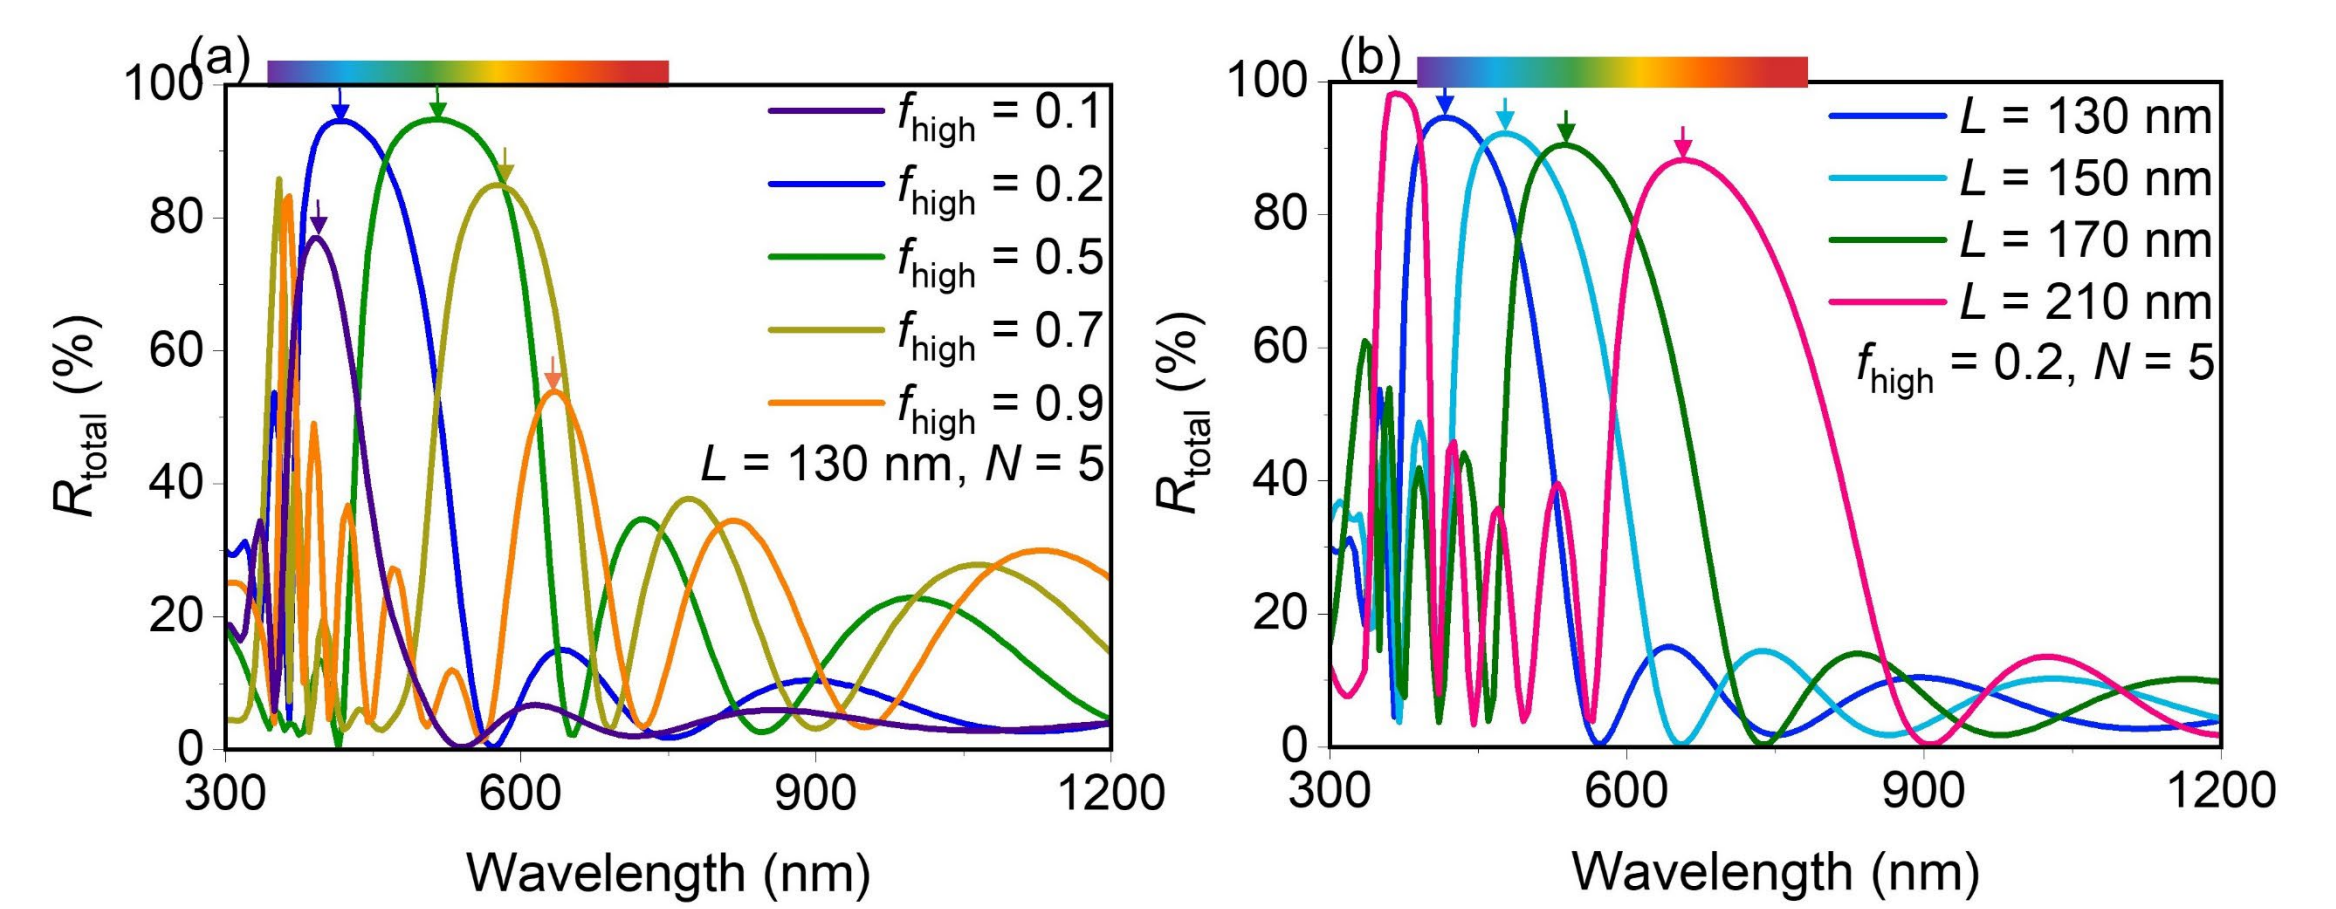 (a)
100
80
60
40
20
0
R_total (%)
f_high = 0.1
f_high = 0.2
f_high = 0.5
f_high = 0.7
f_high = 0.9
L = 130 nm, N = 5
300 600 900 1200
Wavelength (nm)
(b)
100
80
60
40
20
0
R_total (%)
L = 130 nm
L = 150 nm
L = 170 nm
L = 210 nm
f_high = 0.2, N = 5
300 600 900 1200
Wavelength (nm)